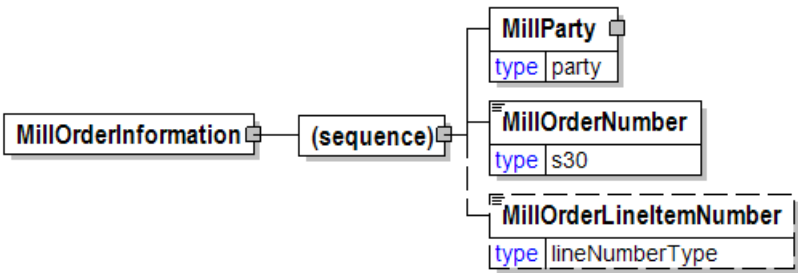 MillParty
type party
MillOrderInformation
(sequence)
MillOrderNumber
type s30
MillOrderLineItemNumber
type lineNumberType